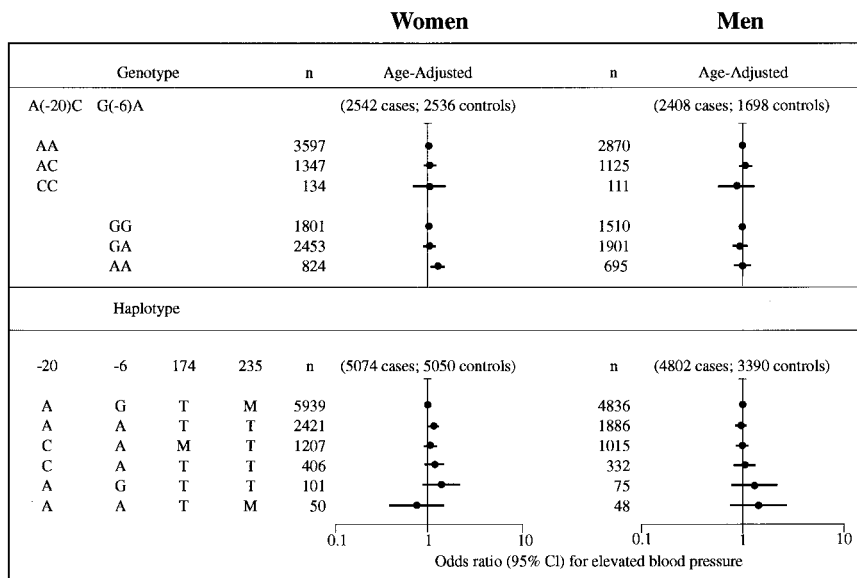 Women Men
Genotype n Age-Adjusted n Age-Adjusted
A(-20)C G(-6)A (2542 cases; 2536 controls) (2408 cases; 1698 controls)
AA 3597 2870
AC 1347 1125
CC 134 111
GG 1801 1510
GA 2453 1901
AA 824 695
Haplotype
-20 -6 174 235 n (5074 cases; 5050 controls) n (4802 cases; 3390 controls)
A G T M 5939 4836
A A T T 2421 1886
C A M T 1207 1015
C A T T 406 332
A G T T 101 75
A A T M 50 48
0.1 1 10 0.1 1 10
Odds ratio (95% Cl) for elevated blood pressure